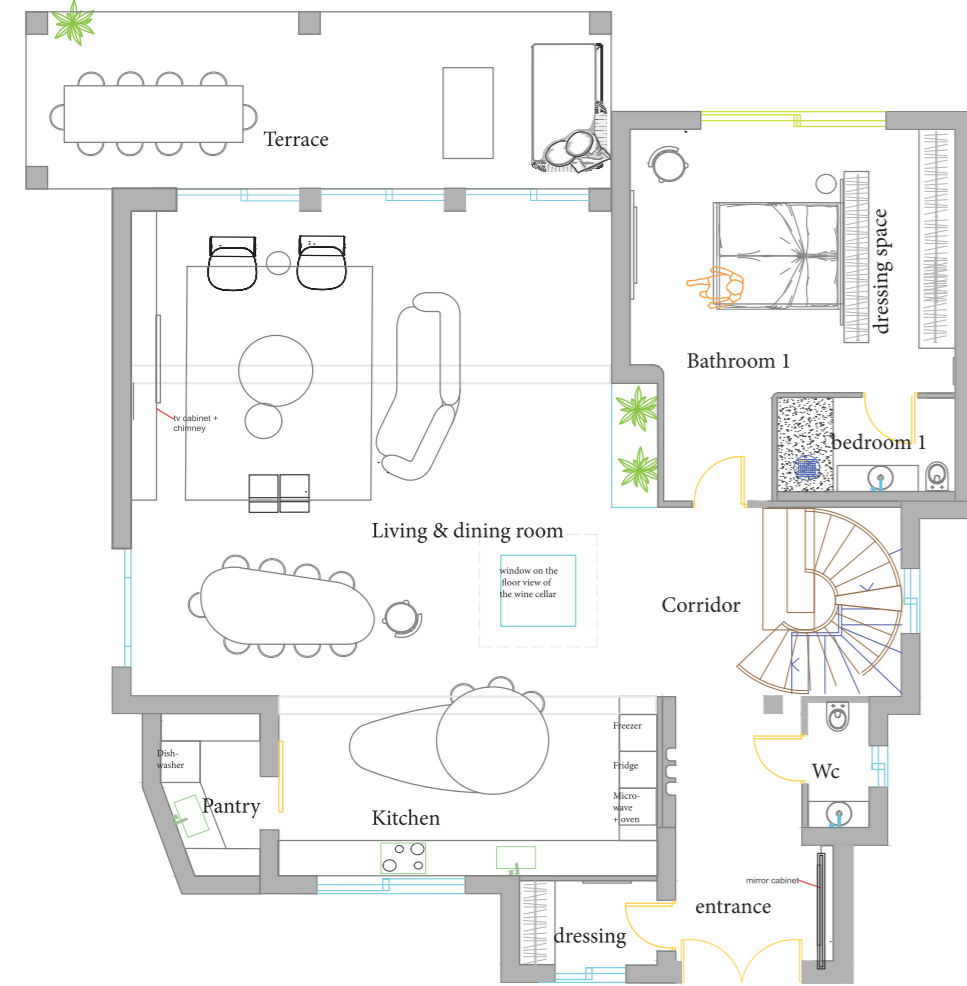 Terrace
dressing space
Bathroom 1
tv cabinet +
chimney
bedroom 1
Living & dining room
window on the
floor view of
the wine cellar
Corridor
Freezer
Dish-
washer
Fridge
Wc
Micro-
wave
+ oven
Pantry
Kitchen
mirror cabinet
entrance
dressing